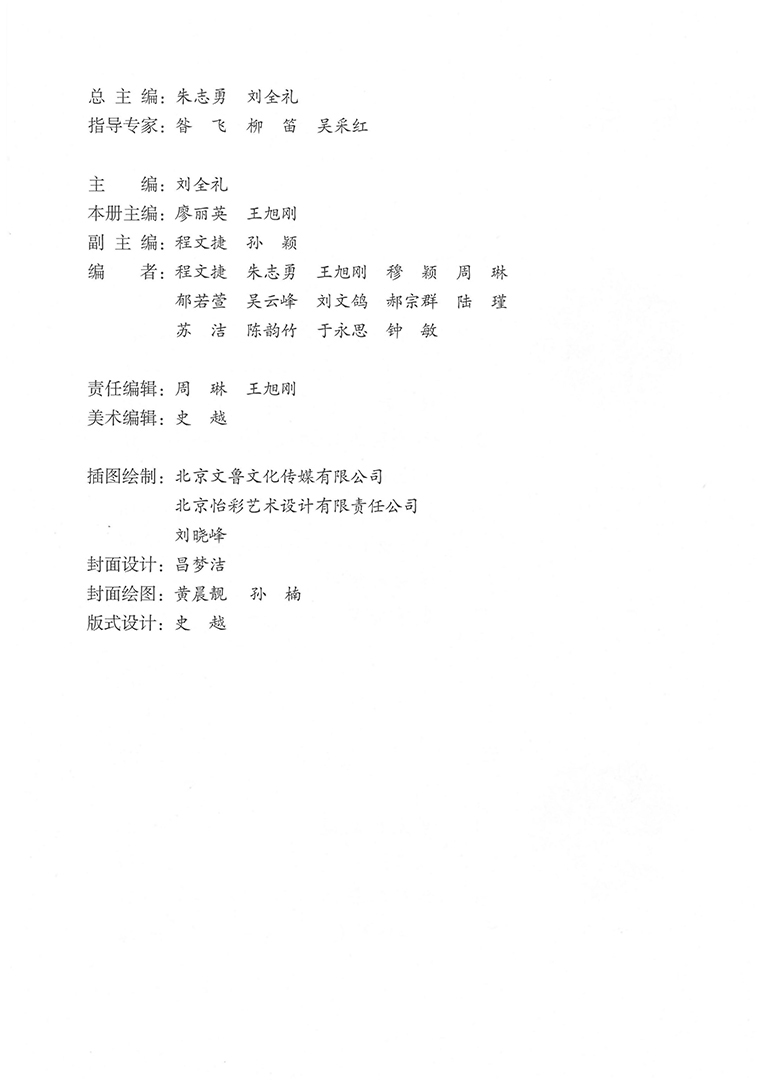 总 主 编：朱志勇　刘全礼
指导专家：昝　飞　柳　笛　吴采红
主　　编：刘全礼
本册主编：廖丽英　王旭刚
副 主 编：程文捷　孙　颖
编　　者：程文捷　朱志勇　王旭刚　穆　颖　周　琳
郁若萱　吴云峰　刘文鸽　郝宗群　陆　瑾
苏　洁　陈韵竹　于永思　钟　敏
责任编辑：周　琳　王旭刚
美术编辑：史　越
插图绘制：北京文鲁文化传媒有限公司
北京怡彩艺术设计有限责任公司
刘晓峰
封面设计：昌梦洁
封面绘图：黄晨靓　孙　楠
版式设计：史　越